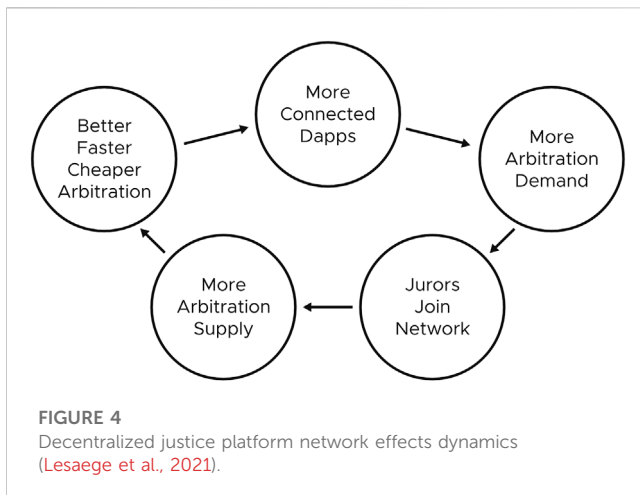 Better
Faster
Cheaper
Arbitration
More
Connected
Dapps
More
Arbitration
Demand
Jurors
Join
Network
More
Arbitration
Supply
FIGURE 4
Decentralized justice platform network effects dynamics
(Lesaege et al., 2021).